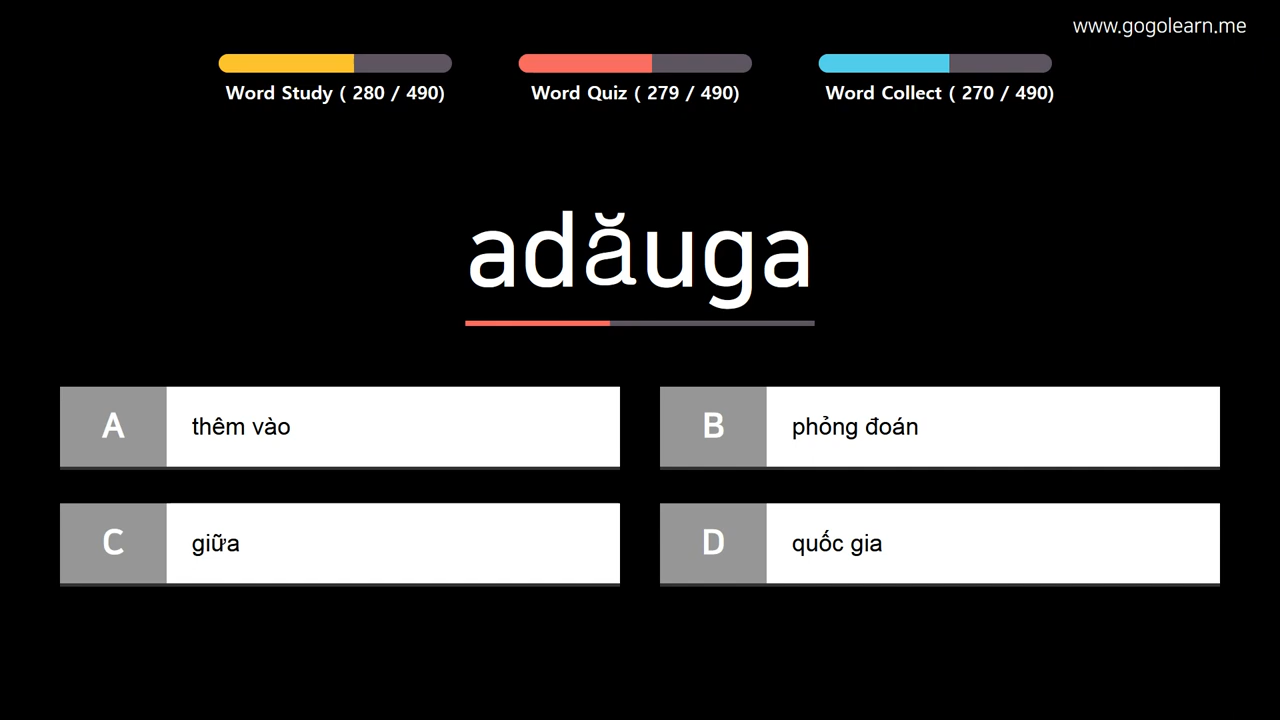 www.gogolearn.me
Word Study ( 280 / 490)
Word Quiz ( 279 / 490)
Word Collect ( 270 / 490)
adăuga
A thêm vào
B phỏng đoán
C giữa
D quốc gia